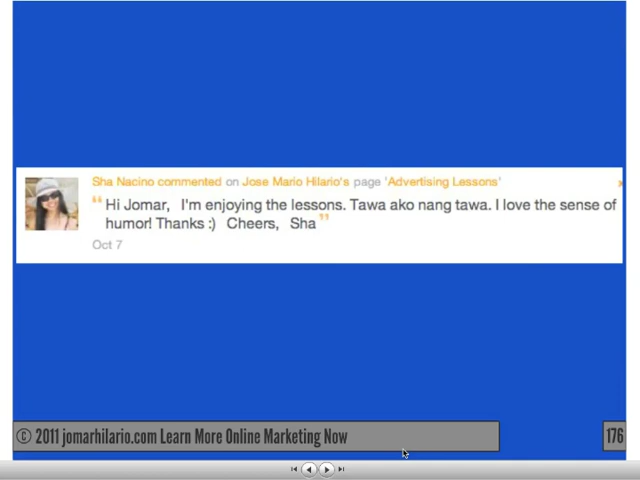 Sha Nacino commented on Jose Mario Hilario's page 'Advertising Lessons'
" Hi Jomar, I'm enjoying the lessons. Tawa ako nang tawa. I love the sense of
humor! Thanks :) Cheers, Sha "
Oct 7
© 2011 jomarhilario.com Learn More Online Marketing Now
176